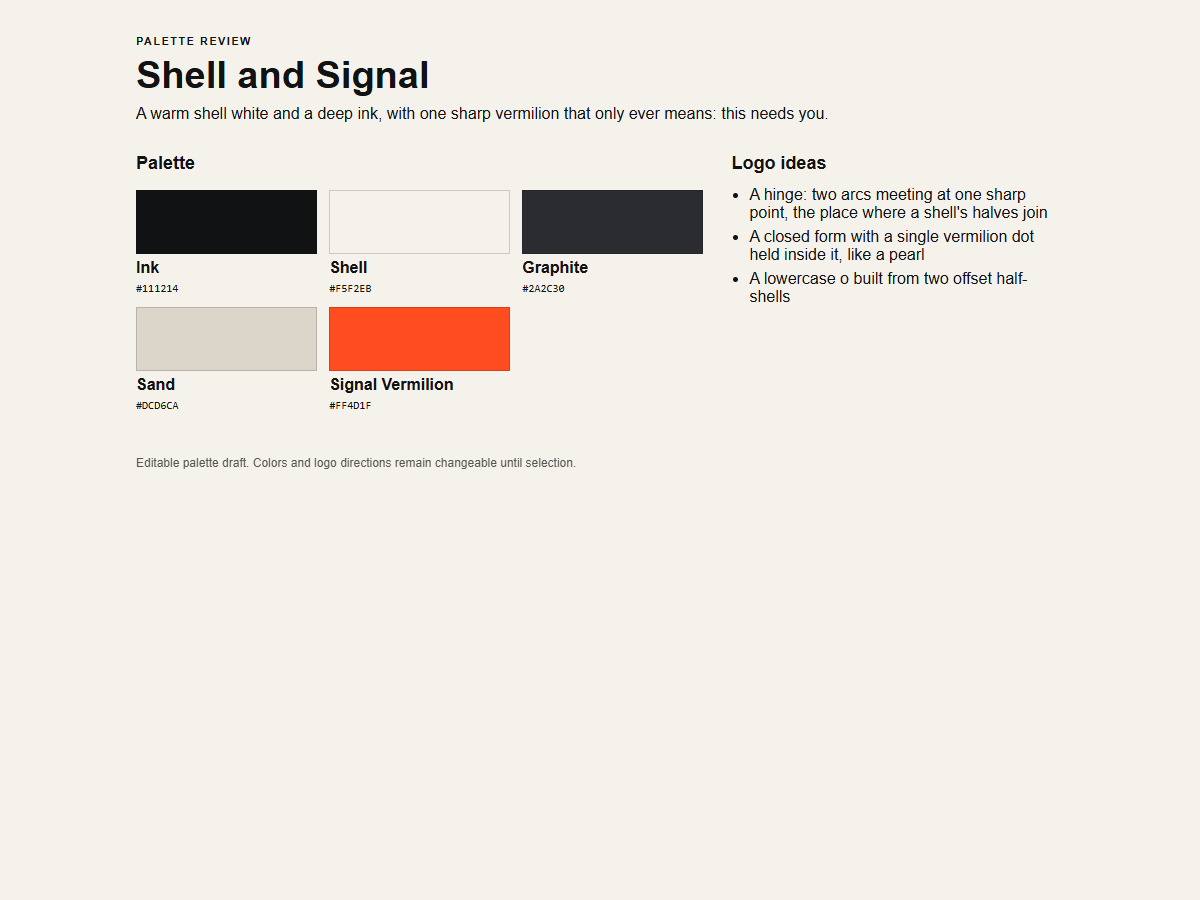 PALETTE REVIEW
Shell and Signal
A warm shell white and a deep ink, with one sharp vermilion that only ever means: this needs you.
Palette
Ink
#111214
Shell
#F5F2EB
Graphite
#2A2C30
Sand
#DCD6CA
Signal Vermilion
#FF4D1F
Logo ideas
• A hinge: two arcs meeting at one sharp
point, the place where a shell's halves join
• A closed form with a single vermilion dot
held inside it, like a pearl
• A lowercase o built from two offset half-
shells
Editable palette draft. Colors and logo directions remain changeable until selection.